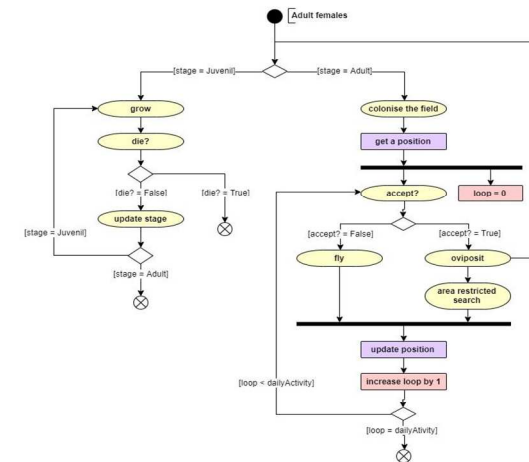 Adult females
[stage = Juvenil]
[stage = Adult]
grow
colonise the field
die?
get a position
[die? = False]
[die? = True]
accept?
loop = 0
update stage
[stage = Juvenil]
[accept? = False]
[accept? = True]
fly
oviposit
[stage = Adult]
area restricted
search
update position
[loop < dailyActivity]
increase loop by 1
[loop = dailyAtivity]